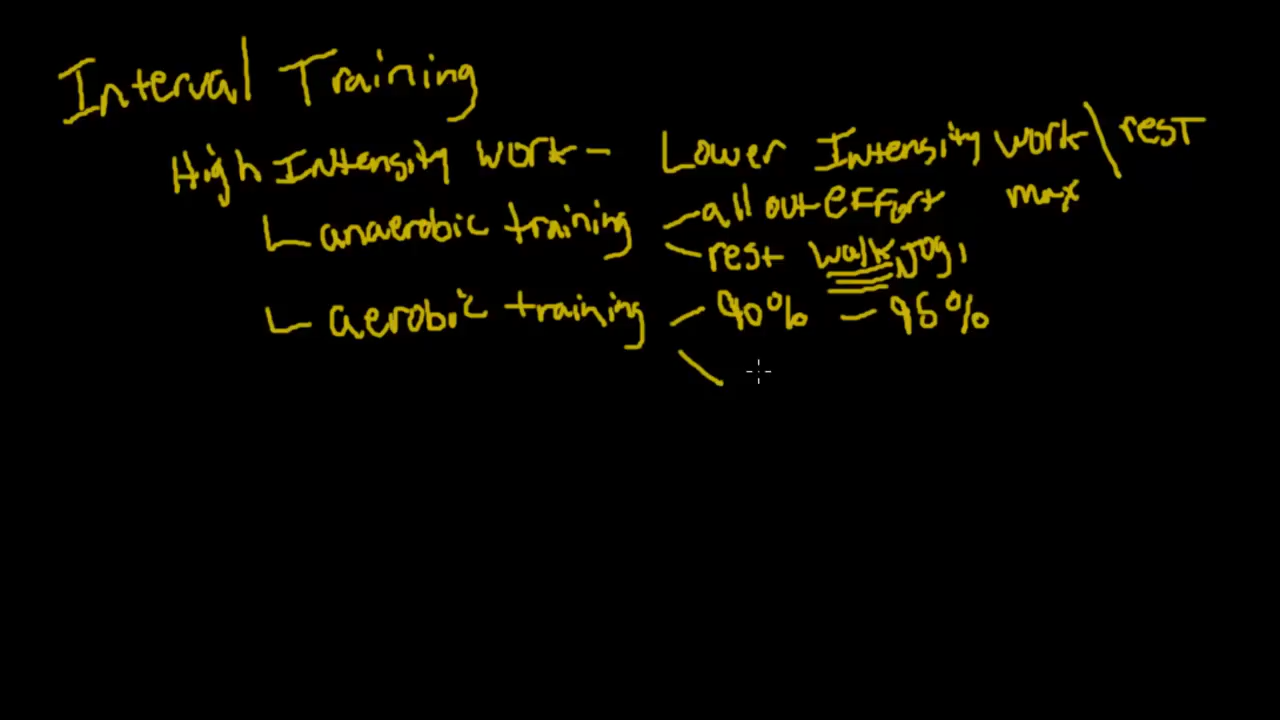 Interval Training
High Intensity work - Lower Intensity work \ rest
anaerobic training - all out effort max
- rest walk Jog,
aerobic training - 90% - 95%